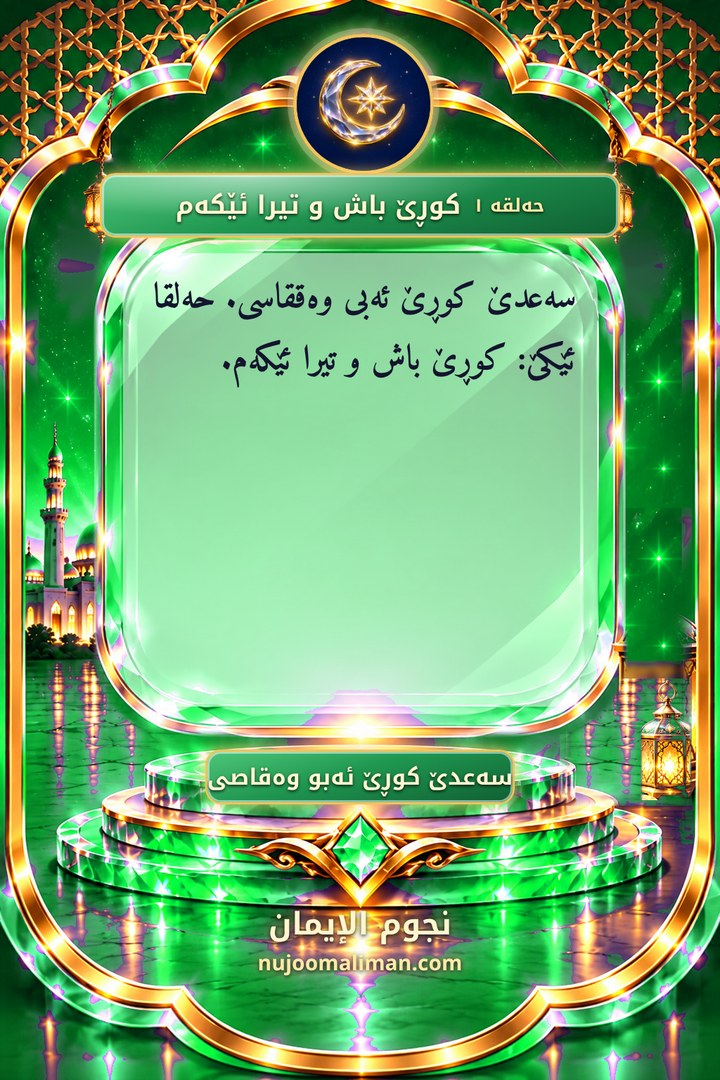 حەلقە ١ کوڕێ باش و تیرا ئێکەم
سەعدێ کوڕێ ئەبی وەققاسی. حەلقا
ئێکێ: کوڕێ باش و تیرا ئێکەم.
سەعدێ کوڕێ ئەبو وەقاصی
نجوم الإيمان
nujoomaliman.com